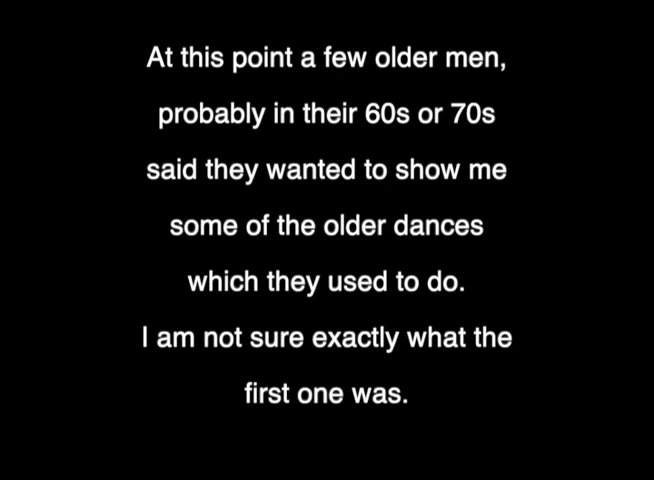 At this point a few older men,
probably in their 60s or 70s
said they wanted to show me
some of the older dances
which they used to do.
I am not sure exactly what the
first one was.